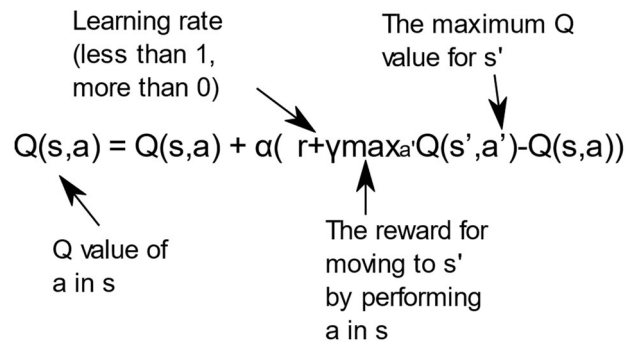 Learning rate
(less than 1,
more than 0)
The maximum Q
value for s'
Q(s,a) = Q(s,a) + α( r+γmaxa'Q(s’,a’)-Q(s,a))
Q value of
a in s
The reward for
moving to s'
by performing
a in s